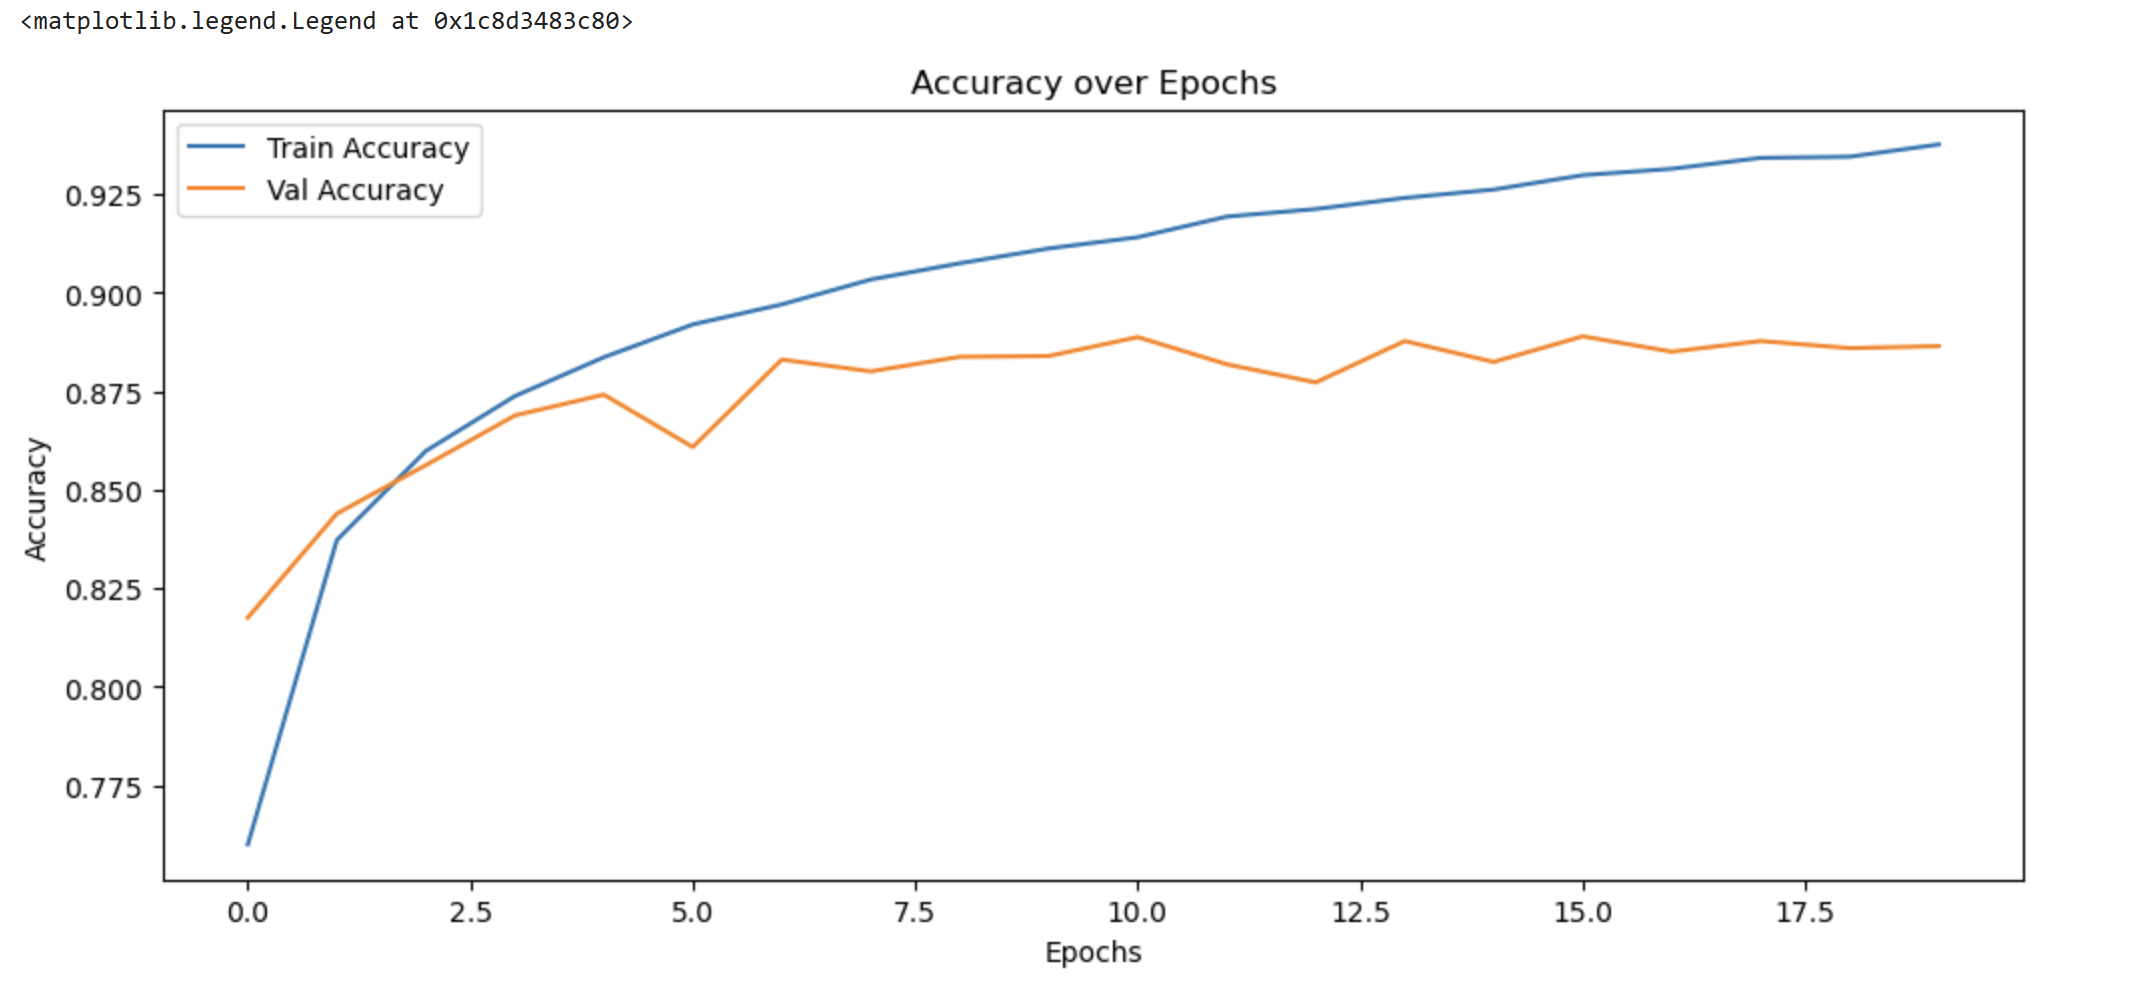 <matplotlib.legend.Legend at 0x1c8d3483c80>
Accuracy over Epochs
Train Accuracy
Val Accuracy
0.925
0.900
0.875
0.850
0.825
0.800
0.775
Accuracy
0.0 2.5 5.0 7.5 10.0 12.5 15.0 17.5
Epochs